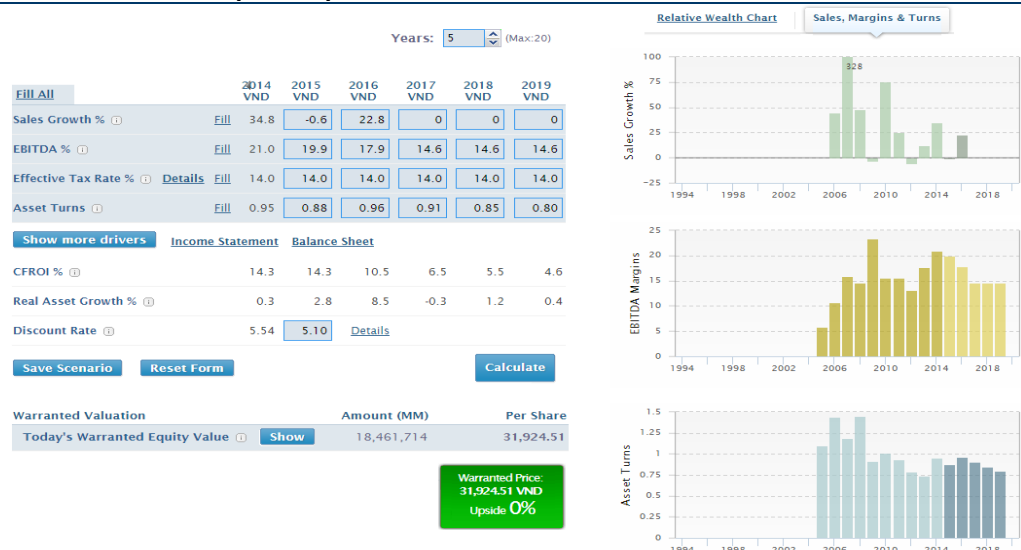 Years: 5 (Max:20)
Fill All 2014 VND 2015 VND 2016 VND 2017 VND 2018 VND 2019 VND
Sales Growth % Fill 34.8 -0.6 22.8 0 0 0
EBITDA % Fill 21.0 19.9 17.9 14.6 14.6 14.6
Effective Tax Rate % Details Fill 14.0 14.0 14.0 14.0 14.0 14.0
Asset Turns Fill 0.95 0.88 0.96 0.91 0.85 0.80
Show more drivers Income Statement Balance Sheet
CFROI % 14.3 14.3 10.5 6.5 5.5 4.6
Real Asset Growth % 0.3 2.8 8.5 -0.3 1.2 0.4
Discount Rate 5.54 5.10 Details
Save Scenario Reset Form Calculate
Warranted Valuation Amount (MM) Per Share
Today's Warranted Equity Value Show 18,461,714 31,924.51
Warranted Price:
31,924.51 VND
Upside 0%
Relative Wealth Chart Sales, Margins & Turns
Sales Growth %
100
75
50
25
0
-25
328
1994 1998 2002 2006 2010 2014 2018
EBITDA Margins
25
20
15
10
5
0
1994 1998 2002 2006 2010 2014 2018
Asset Turns
1.5
1.25
1
0.75
0.5
0.25
0
1994 1998 2002 2006 2010 2014 2018